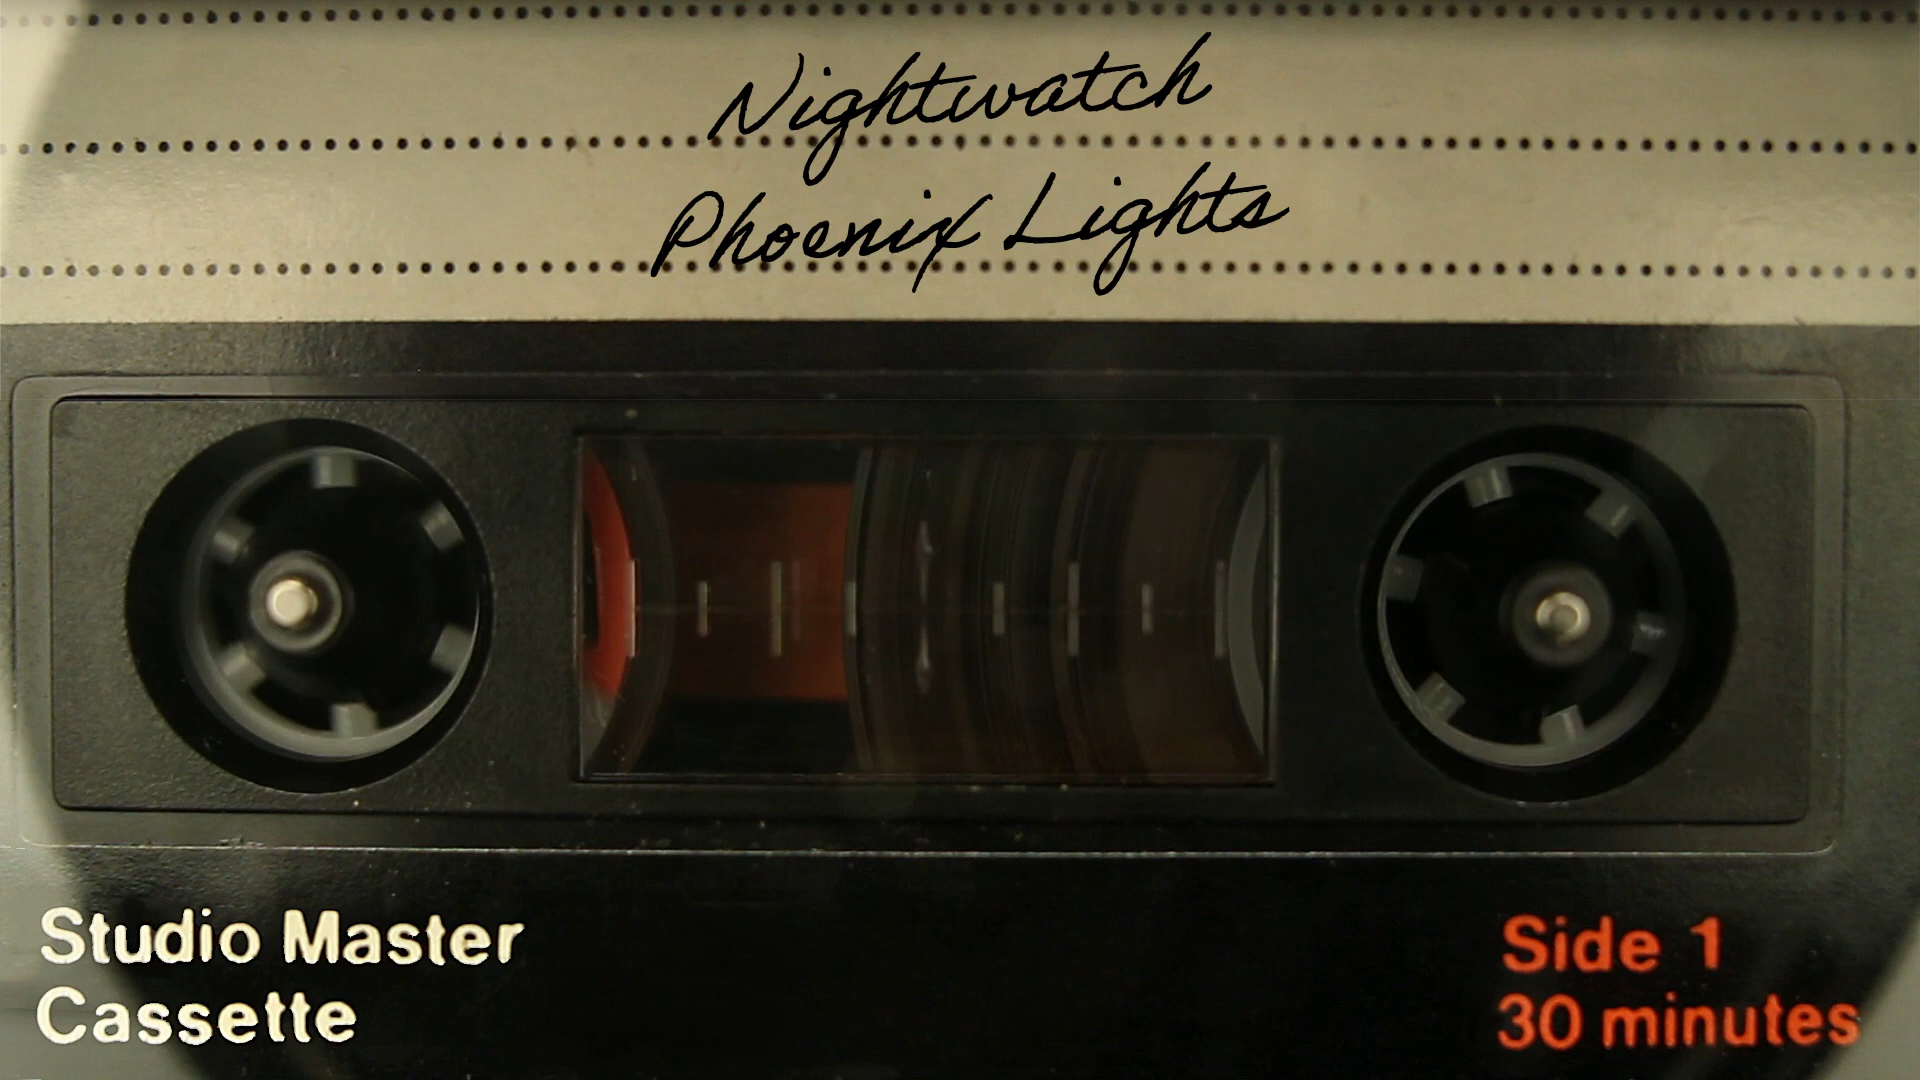 Nightwatch
Phoenix Lights
Studio Master
Cassette
Side 1
30 minutes